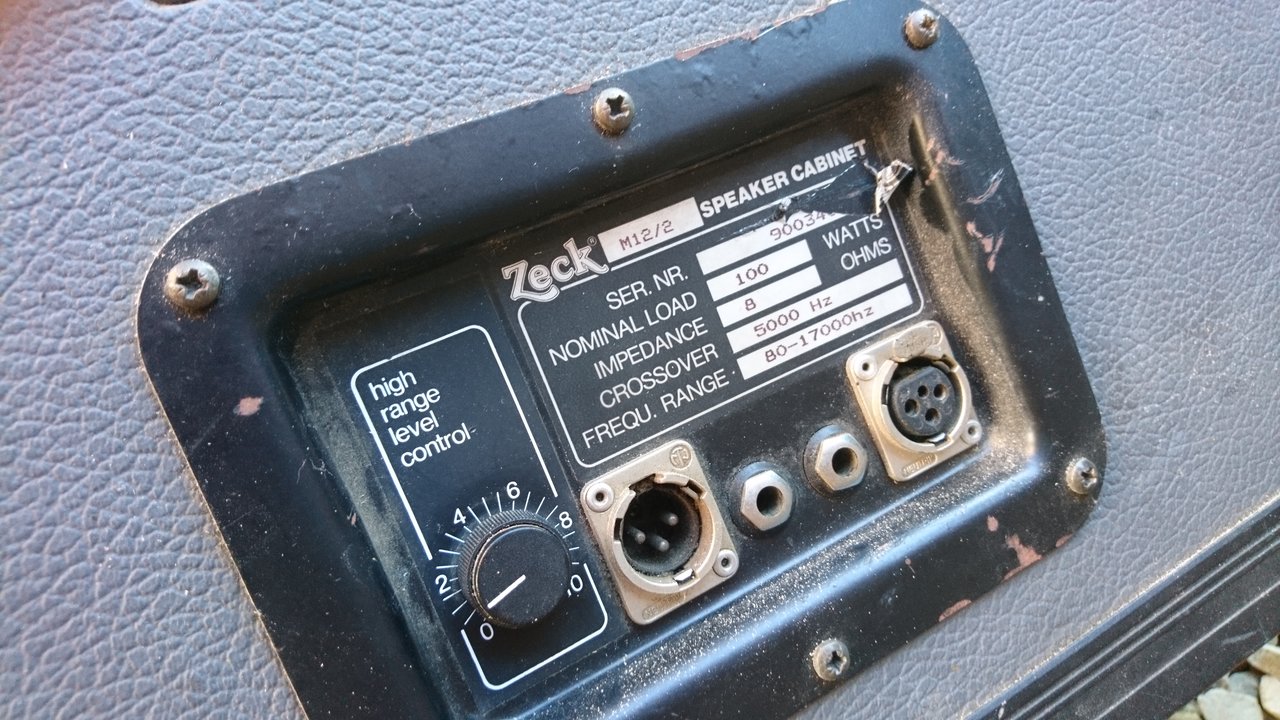 Zeck® M12/2 SPEAKER CABINET
SER. NR.
NOMINAL LOAD 100 WATTS
IMPEDANCE 8 OHMS
CROSSOVER 5000 Hz
FREQU. RANGE 80-17000hz
high
range
level
control
0
2
4
6
8